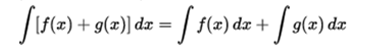 ∫[f(x) + g(x)] dx = ∫ f(x) dx + ∫ g(x) dx